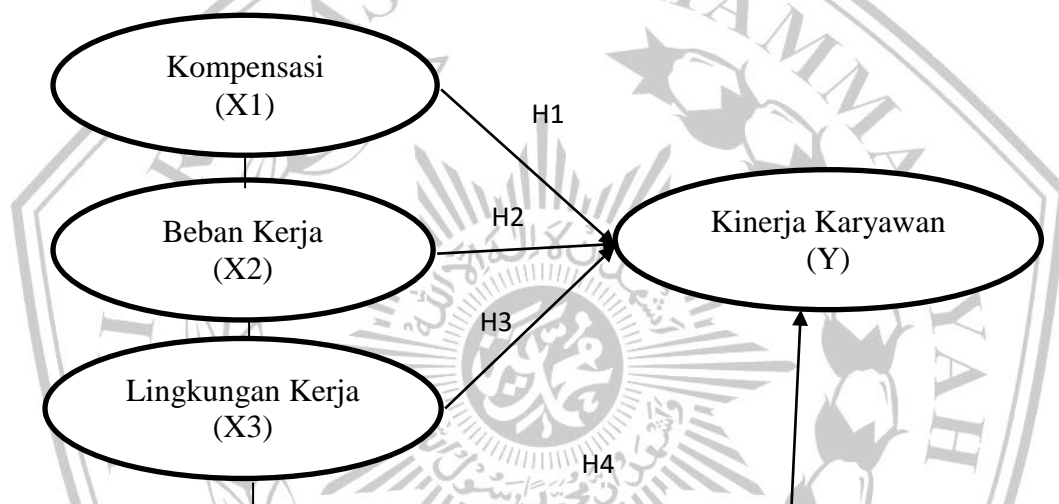 Kompensasi
(X1)
H1
Beban Kerja
(X2)
H2
Kinerja Karyawan
(Y)
H3
Lingkungan Kerja
(X3)
H4